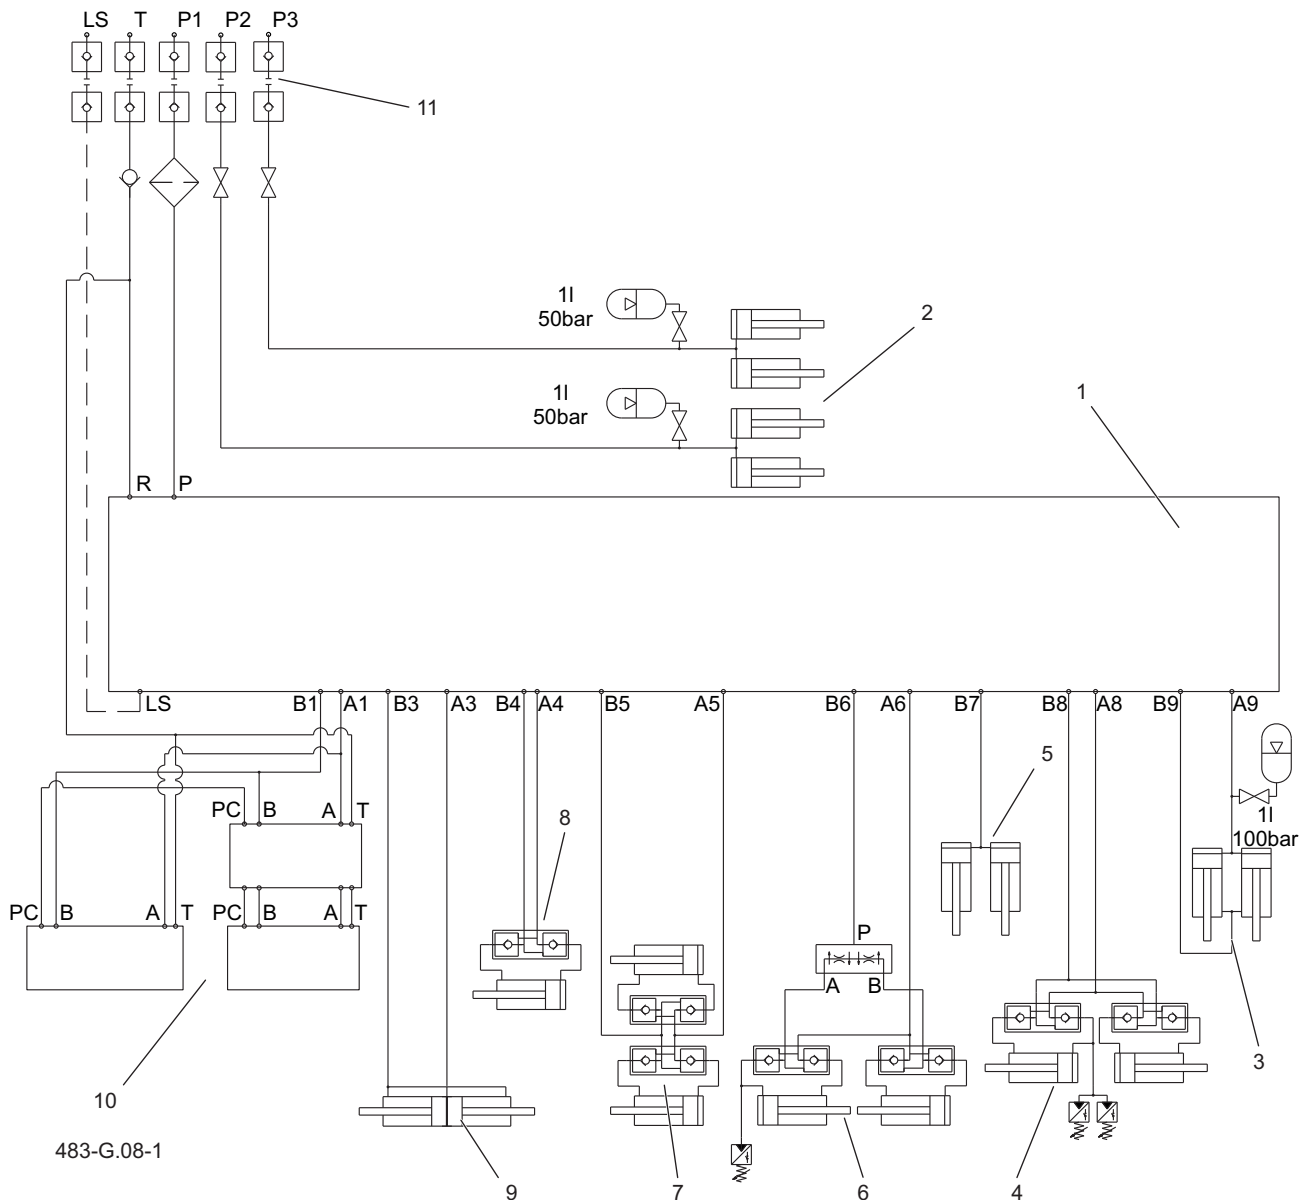 LS T P1 P2 P3
11
1l
50bar
2
1l
50bar
1
R P
LS B1 A1 B3 A3 B4 A4 B5 A5 B6 A6 B7 B8 A8 B9 A9
5
1l
100bar
8
PC B A T
PC B A T PC B A T
P
A B
3
10
483-G.08-1
9 7 6 4